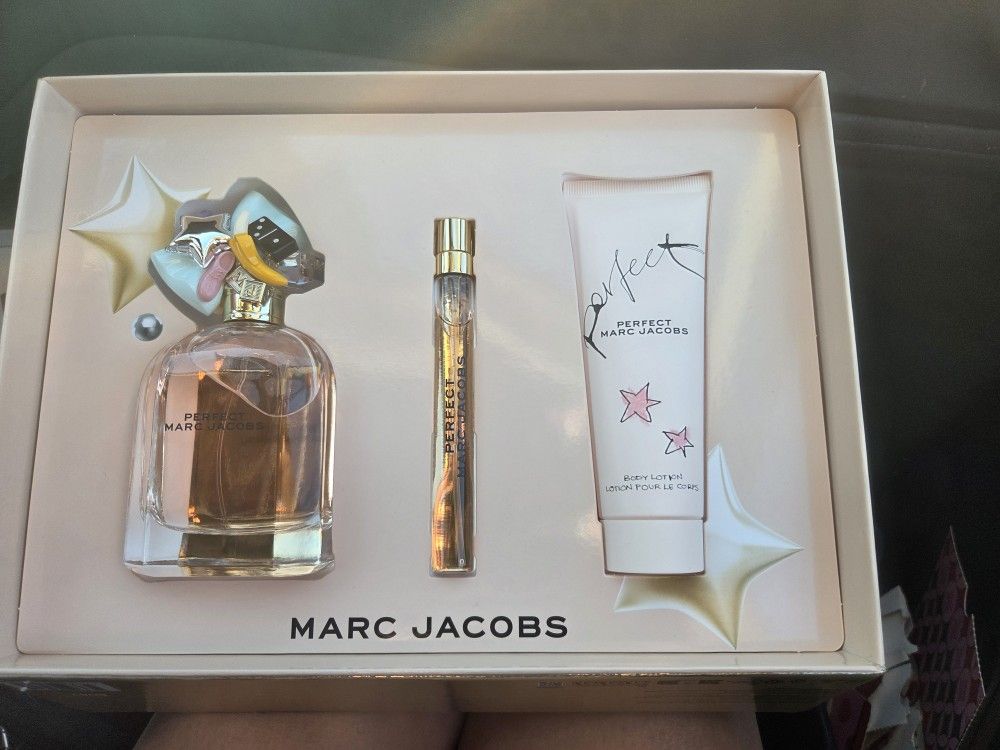 PERFECT
MARC JACOBS
PERFECT
MARC JACOBS
perfect
PERFECT
MARC JACOBS
BODY LOTION
LOTION POUR LE CORPS
MARC JACOBS